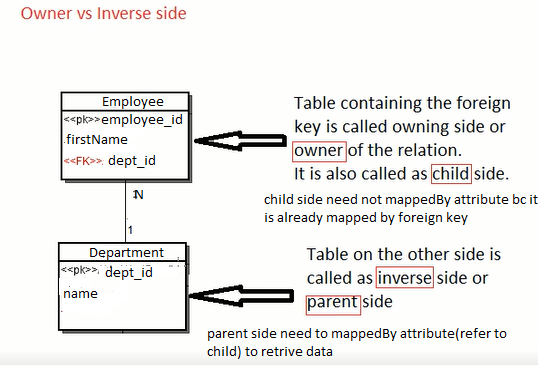 Owner vs Inverse side
Employee
<<pk>>employee_id
firstName
<<FK>> dept_id
Table containing the foreign
key is called owning side or
owner of the relation.
It is also called as child side.
child side need not mappedBy attribute bc it
is already mapped by foreign key
N
1
Department
<<pk>> dept_id
name
Table on the other side is
called as inverse side or
parent side
parent side need to mappedBy attribute(refer to
child) to retrive data